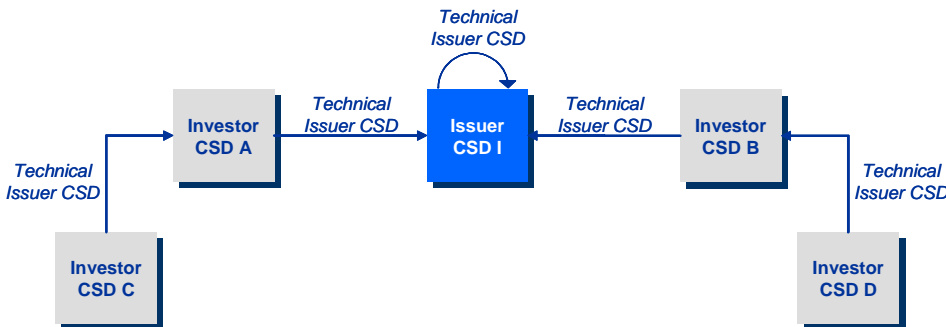 Technical
Issuer CSD
Investor
CSD A
Technical
Issuer CSD
Issuer
CSD I
Technical
Issuer CSD
Investor
CSD B
Technical
Issuer CSD
Technical
Issuer CSD
Investor
CSD C
Investor
CSD D